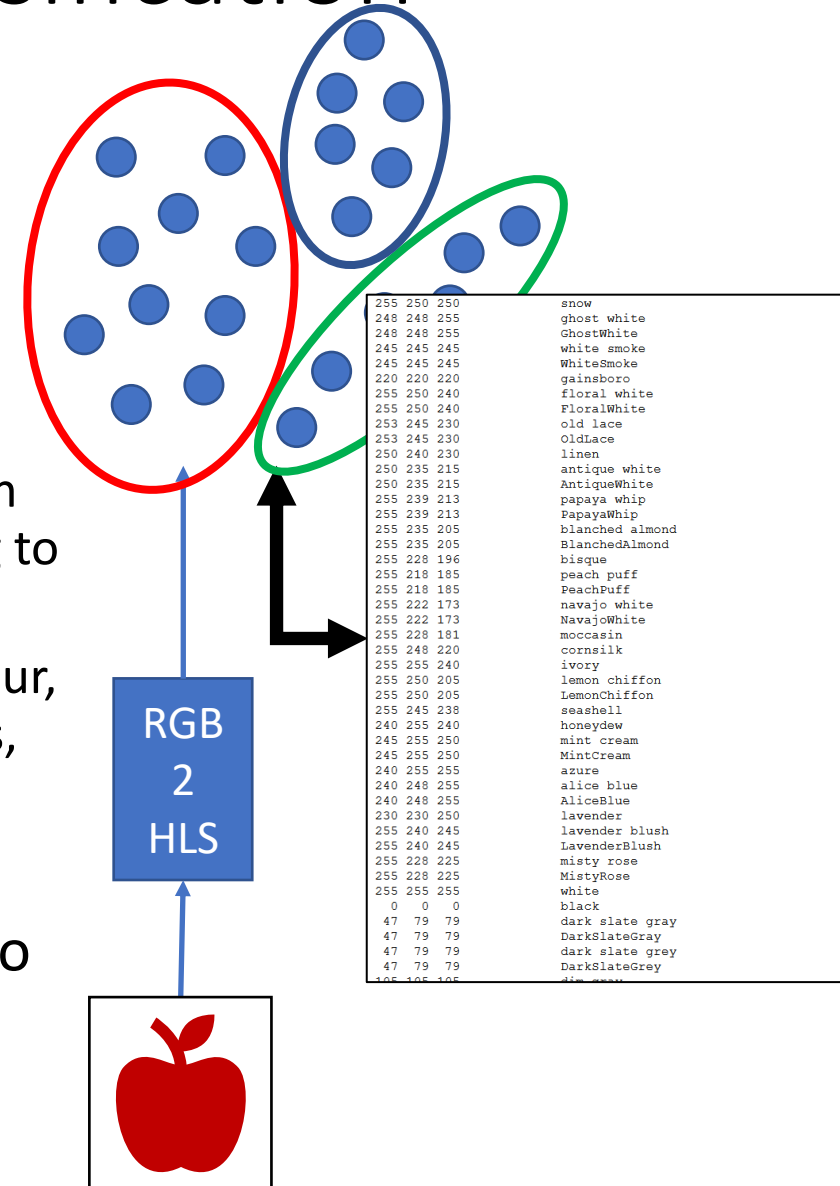 n
to
ur,
s,
o
RGB
2
HLS
255 250 250 snow
248 248 255 ghost white
248 248 255 GhostWhite
245 245 245 white smoke
245 245 245 WhiteSmoke
220 220 220 gainsboro
255 250 240 floral white
255 250 240 FloralWhite
253 245 230 old lace
253 245 230 OldLace
250 240 230 linen
250 235 215 antique white
250 235 215 AntiqueWhite
255 239 213 papaya whip
255 239 213 PapayaWhip
255 235 205 blanched almond
255 235 205 BlanchedAlmond
255 228 196 bisque
255 218 185 peach puff
255 218 185 PeachPuff
255 222 173 navajo white
255 222 173 NavajoWhite
255 228 181 moccasin
255 248 220 cornsilk
255 255 240 ivory
255 250 205 lemon chiffon
255 250 205 LemonChiffon
255 245 238 seashell
240 255 240 honeydew
245 255 250 mint cream
245 255 250 MintCream
240 255 255 azure
240 248 255 alice blue
240 248 255 AliceBlue
230 230 250 lavender
255 240 245 lavender blush
255 240 245 LavenderBlush
255 228 225 misty rose
255 228 225 MistyRose
255 255 255 white
0 0 0 black
47 79 79 dark slate gray
47 79 79 DarkSlateGray
47 79 79 dark slate grey
47 79 79 DarkSlateGrey